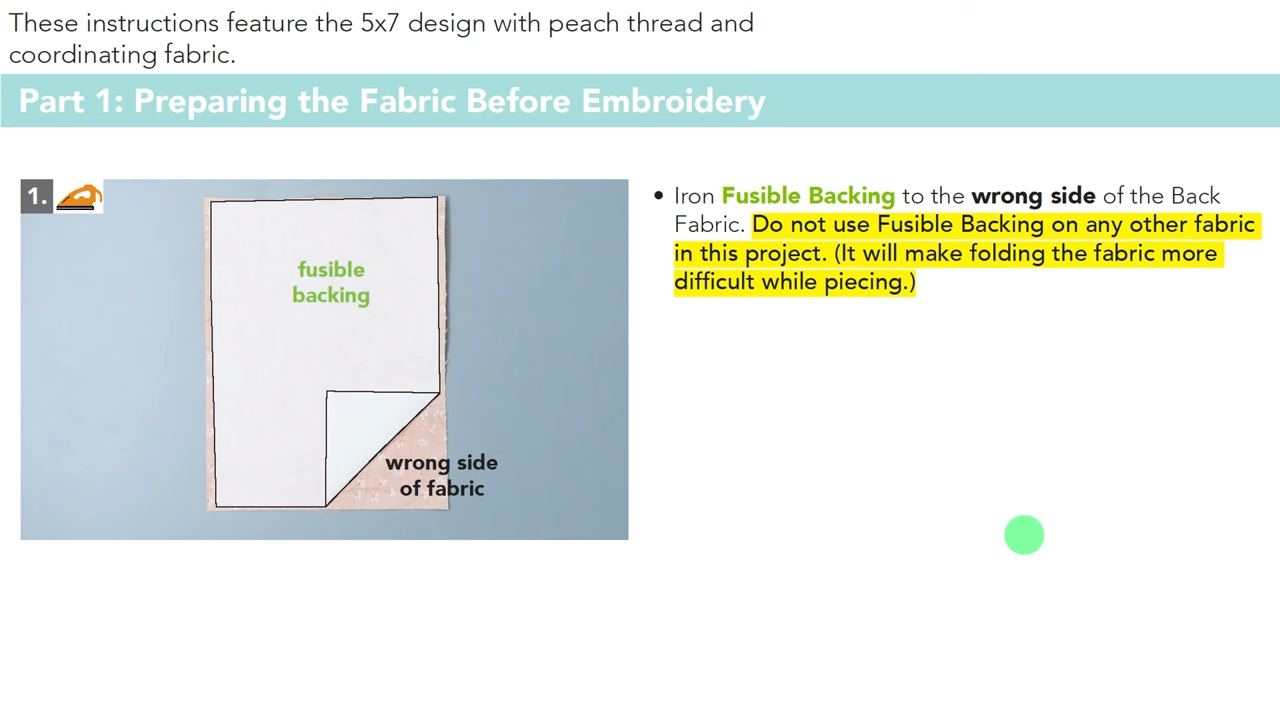 These instructions feature the 5x7 design with peach thread and
coordinating fabric.
Part 1: Preparing the Fabric Before Embroidery
1.
fusible
backing
wrong side
of fabric
• Iron Fusible Backing to the wrong side of the Back
Fabric. Do not use Fusible Backing on any other fabric
in this project. (It will make folding the fabric more
difficult while piecing.)